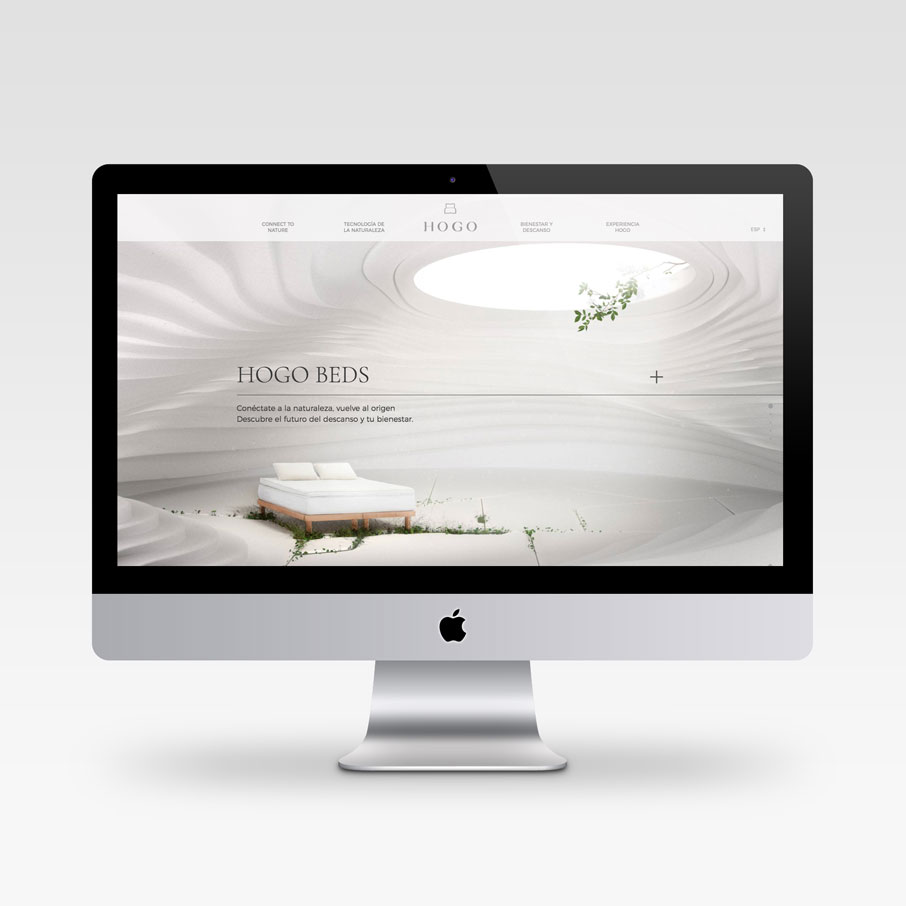 CONNECT TO
NATURE
TECNOLOGÍA DE
LA NATURALEZA
HOGO
BIENESTAR Y
DESCANSO
EXPERIENCIA
HOGO
ESP
HOGO BEDS
+
Conéctate a la naturaleza, vuelve al origen
Descubre el futuro del descanso y tu bienestar.